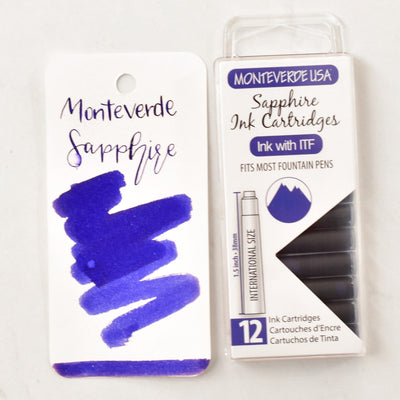 Monteverde
Sapphire
MONTEVERDE USA
Sapphire
Ink Cartridges
Ink with ITF
FITS MOST FOUNTAIN PENS
1.5 inch - 38mm
INTERNATIONAL SIZE
12
Ink Cartridges
Cartouches d'Encre
Cartuchos de Tinta